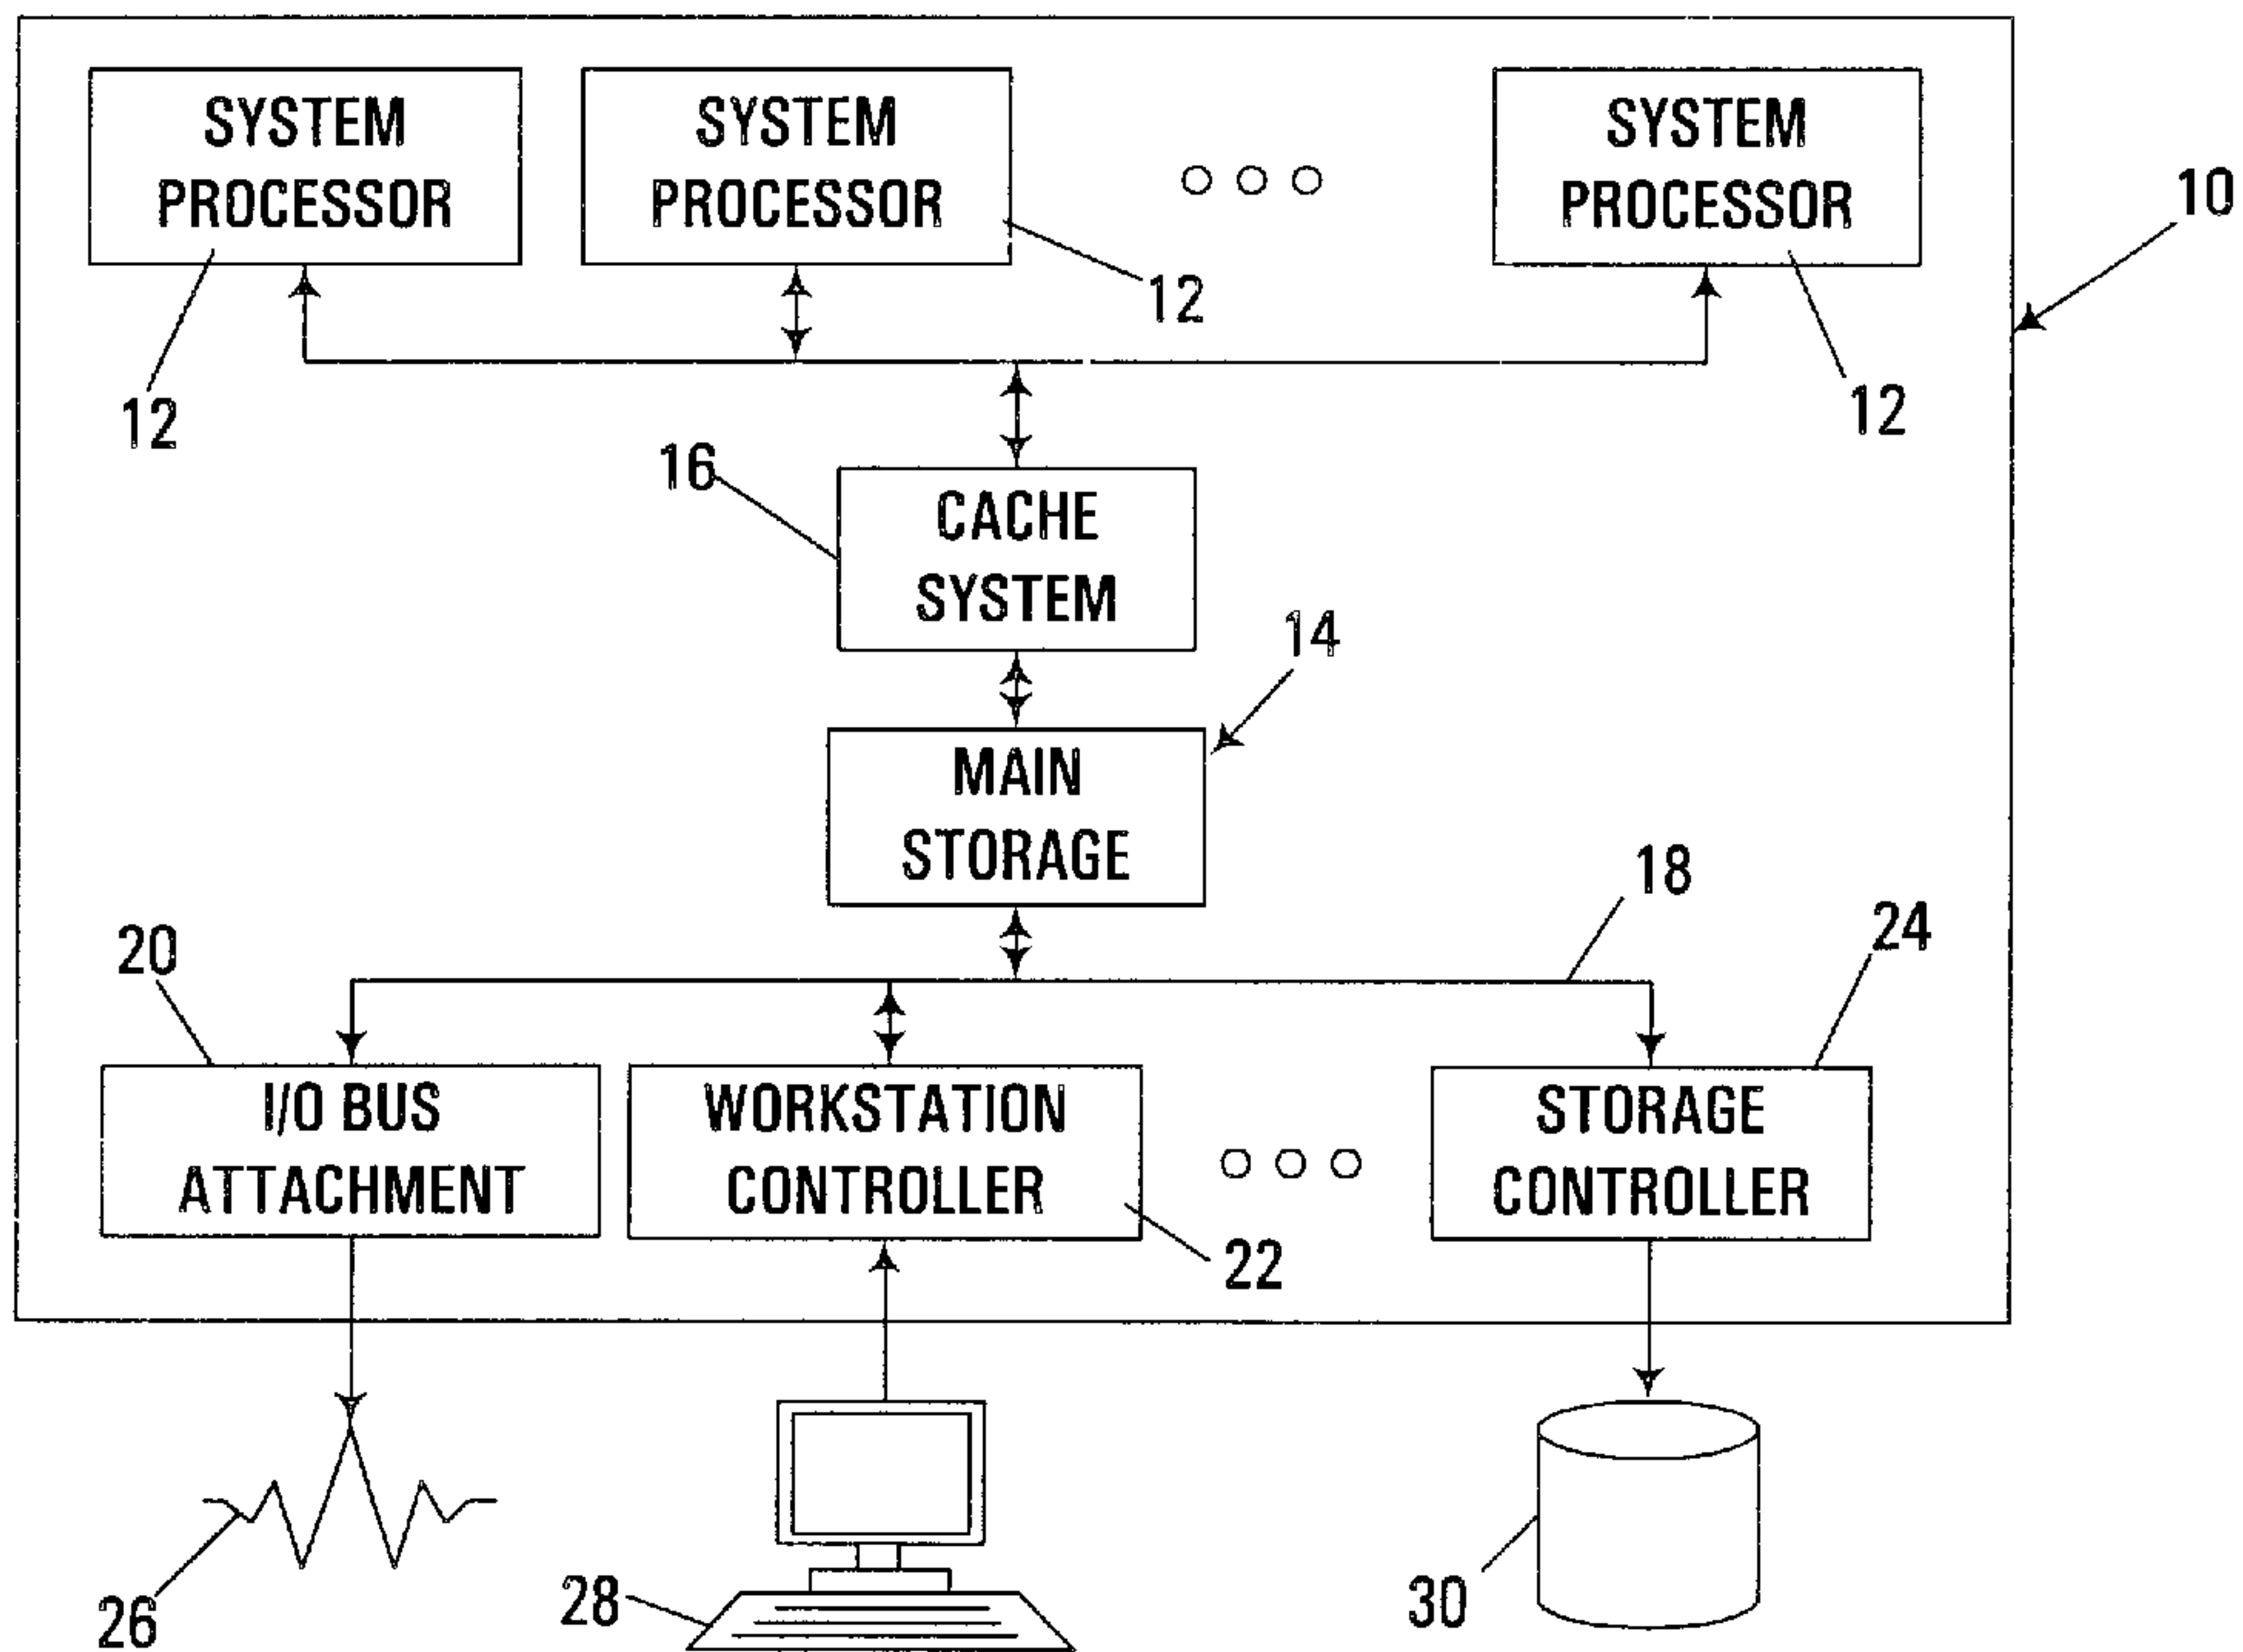 SYSTEM
PROCESSOR
SYSTEM
PROCESSOR
SYSTEM
PROCESSOR
10
12
12
12
16
CACHE
SYSTEM
14
MAIN
STORAGE
18
20
24
I/O BUS
ATTACHMENT
WORKSTATION
CONTROLLER
STORAGE
CONTROLLER
22
26
28
30